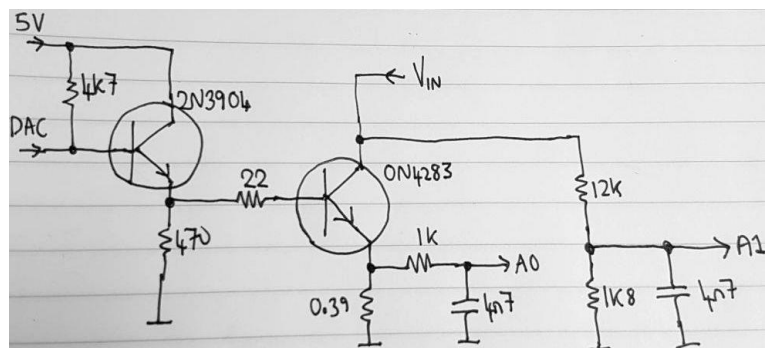 5V
4K7
2N3904
DAC
VIN
22
ON4283
470
12K
1K
A0
A1
0.39
4n7
1K8
4n7